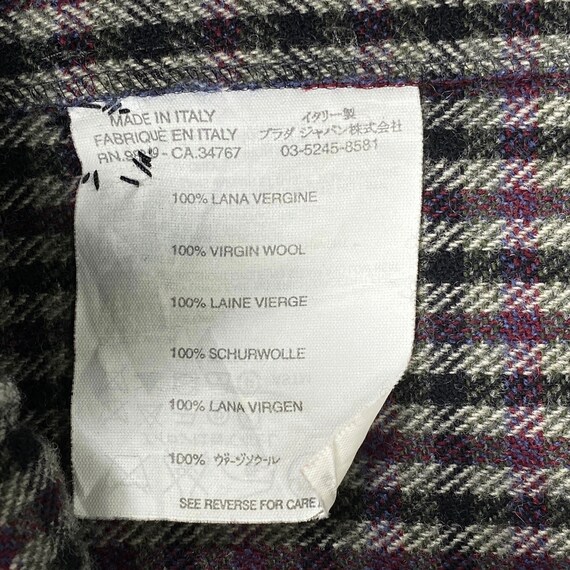 MADE IN ITALY
FABRIQUÉ EN ITALY
- CA.34767
イタリー製
プラダ ジャパン株式会社
03-5245-8581
100% LANA VERGINE
100% VIRGIN WOOL
100% LAINE VIERGE
100% SCHURWOLLE
100% LANA VIRGEN
100% ヴァージンウール
SEE REVERSE FOR CARE